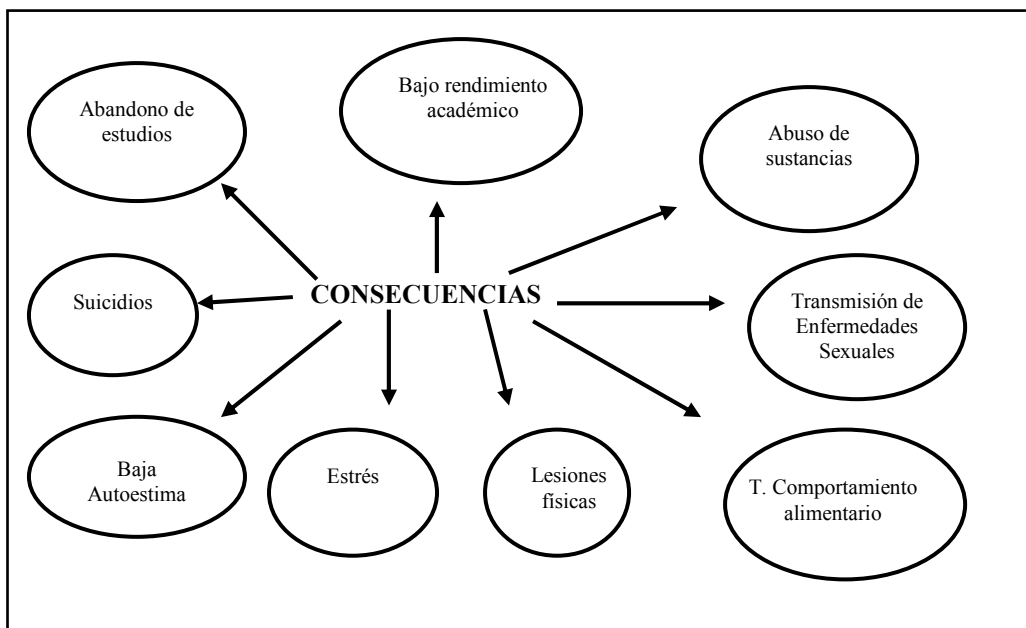 Abandono de
estudios
Bajo rendimiento
académico
Abuso de
sustancias
Suicidios
CONSECUENCIAS
Transmisión de
Enfermedades
Sexuales
Baja
Autoestima
Estrés
Lesiones
físicas
T. Comportamiento
alimentario